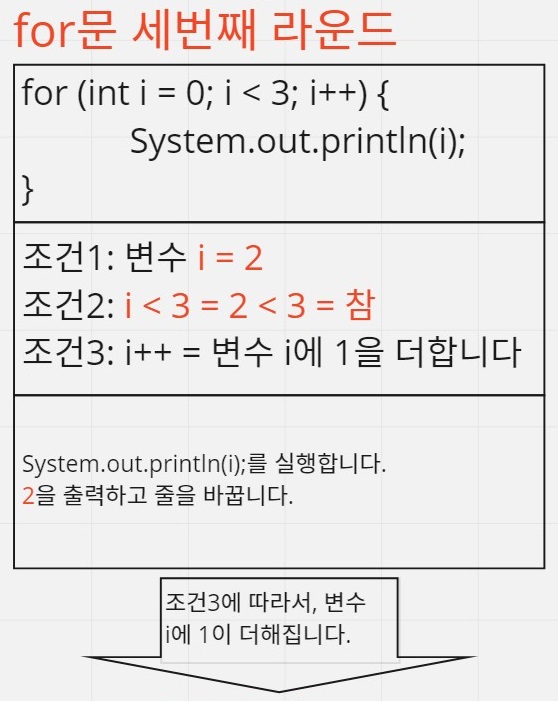 for문 세번째 라운드
for (int i = 0; i < 3; i++) {
System.out.println(i);
}
조건1: 변수 i = 2
조건2: i < 3 = 2 < 3 = 참
조건3: i++ = 변수 i에 1을 더합니다
System.out.println(i);를 실행합니다.
2을 출력하고 줄을 바꿉니다.
조건3에 따라서, 변수
i에 1이 더해집니다.